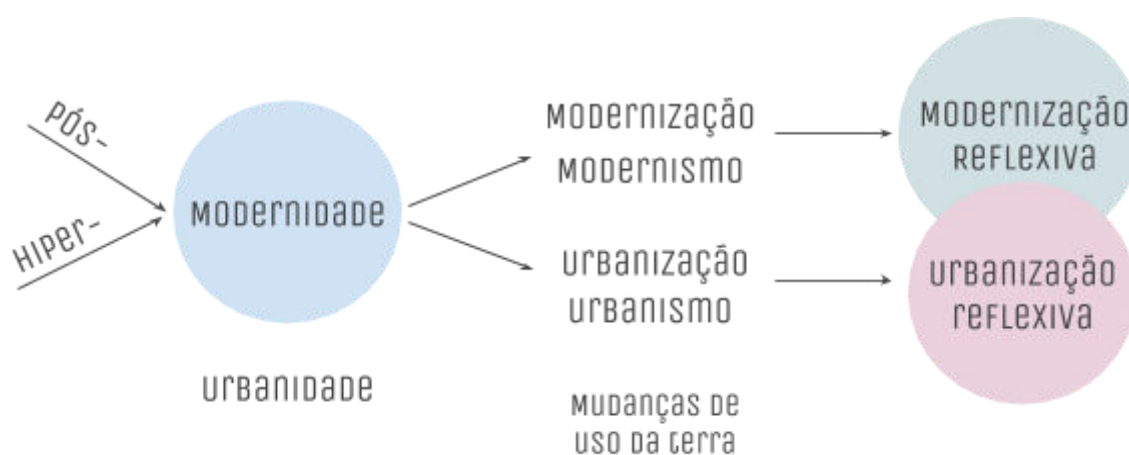 PÓS-
HIPER-
MODERNIDADE
URBANIDADE
MODERNIZAÇÃO
MODERNISMO
URBANIZAÇÃO
URBANISMO
MUDANÇAS DE
USO DA TERRA
MODERNIZAÇÃO
REFLEXIVA
URBANIZAÇÃO
REFLEXIVA